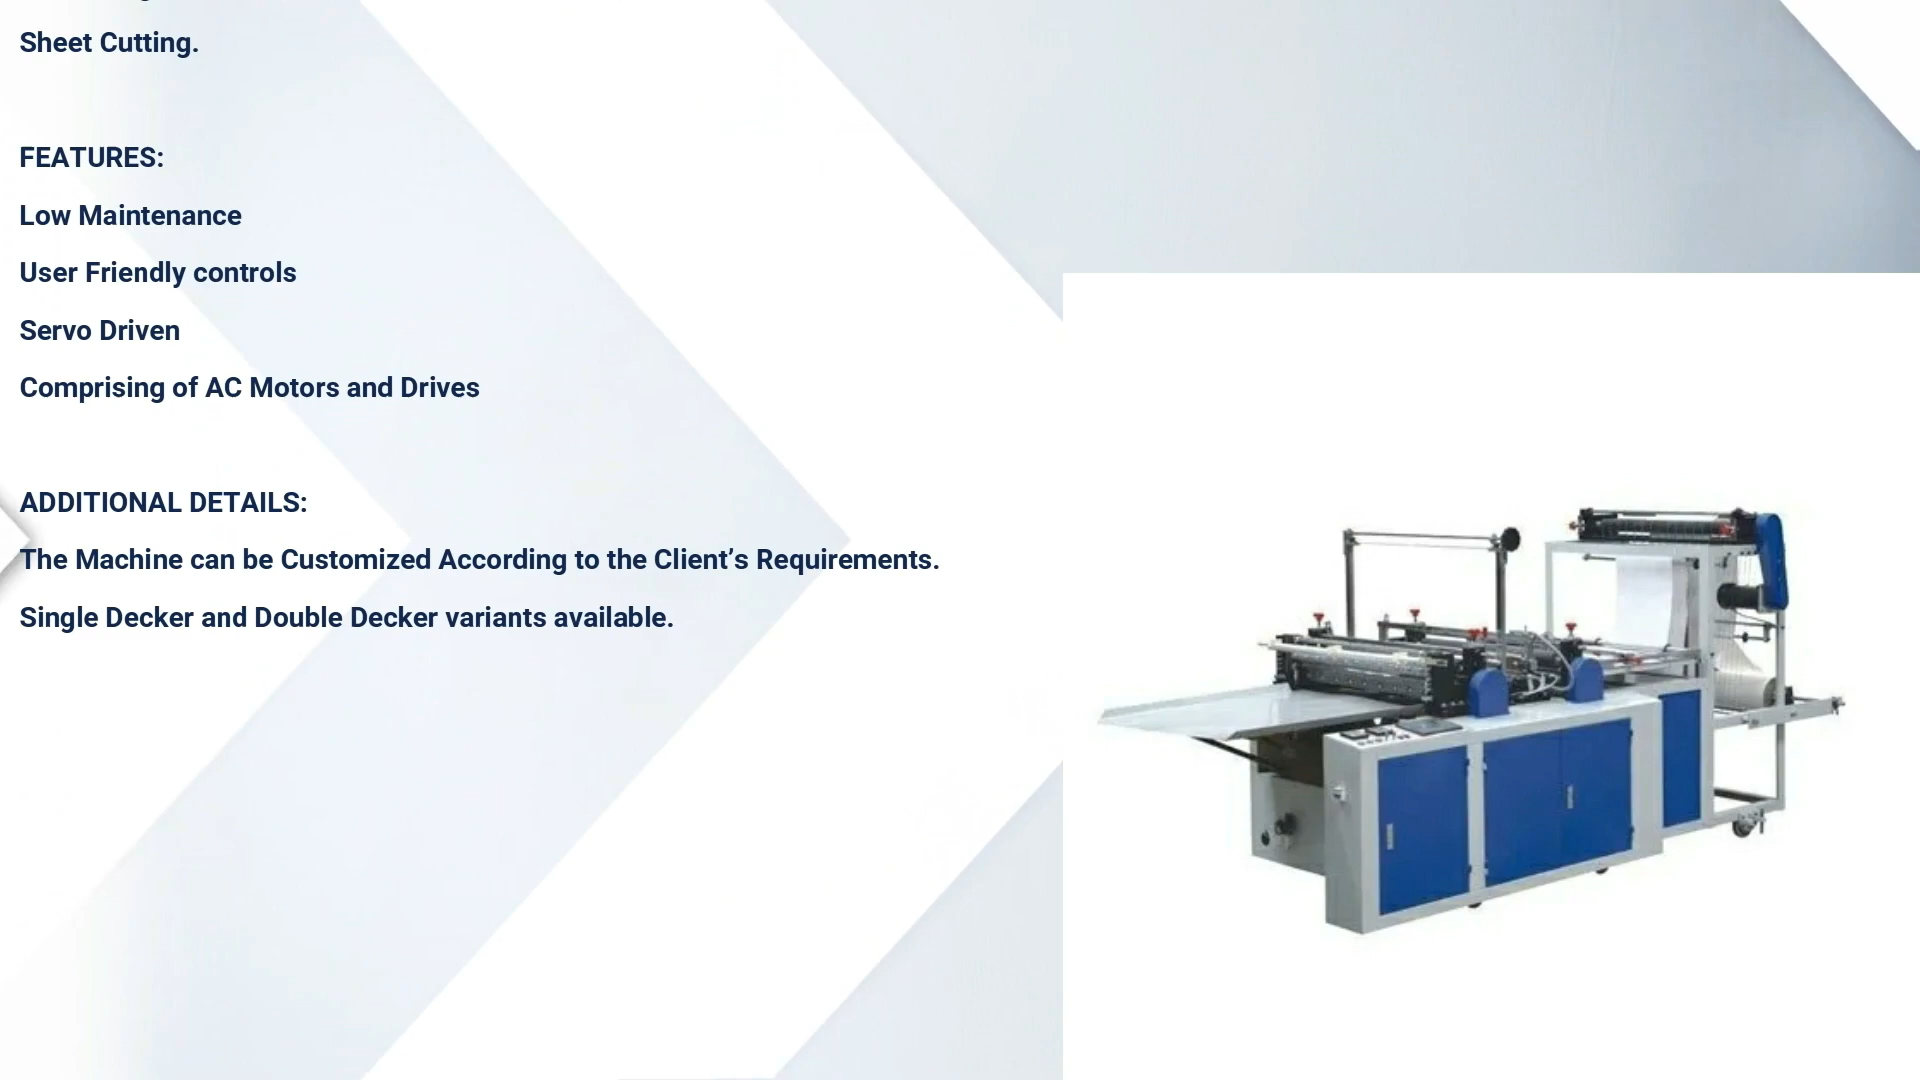 Sheet Cutting.
FEATURES:
Low Maintenance
User Friendly controls
Servo Driven
Comprising of AC Motors and Drives
ADDITIONAL DETAILS:
The Machine can be Customized According to the Client’s Requirements.
Single Decker and Double Decker variants available.